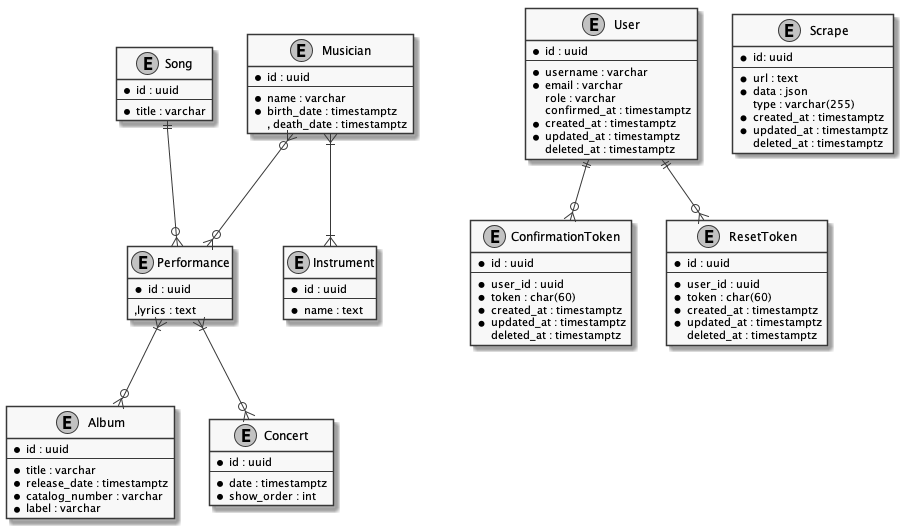 E Song
id : uuid
title : varchar
E Musician
id : uuid
name : varchar
birth_date : timestamptz
, death_date : timestamptz
E User
id : uuid
username : varchar
email : varchar
role : varchar
confirmed_at : timestamptz
created_at : timestamptz
updated_at : timestamptz
deleted_at : timestamptz
E Scrape
id: uuid
url : text
data : json
type : varchar(255)
created_at : timestamptz
updated_at : timestamptz
deleted_at : timestamptz
E Performance
id : uuid
,lyrics : text
E Instrument
id : uuid
name : text
E ConfirmationToken
id : uuid
user_id : uuid
token : char(60)
created_at : timestamptz
updated_at : timestamptz
deleted_at : timestamptz
E ResetToken
id : uuid
user_id : uuid
token : char(60)
created_at : timestamptz
updated_at : timestamptz
deleted_at : timestamptz
E Album
id : uuid
title : varchar
release_date : timestamptz
catalog_number : varchar
label : varchar
E Concert
id : uuid
date : timestamptz
show_order : int